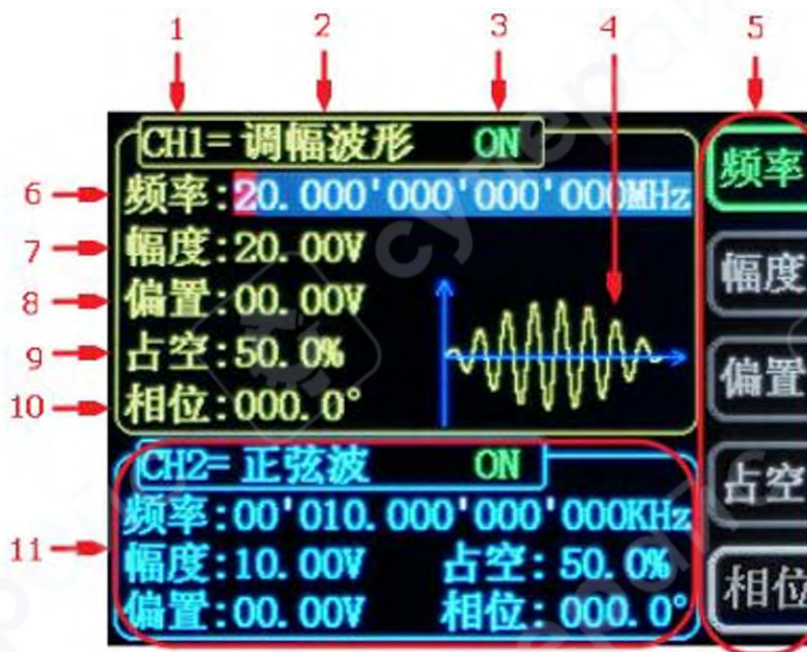 1 2 3 4 5
CH1= 调幅波形 ON
6 频率:20.000'000'000'000MHz
7 幅度:20.00V
8 偏置:00.00V
9 占空:50.0%
10 相位:000.0°
频率
幅度
偏置
占空
相位
CH2= 正弦波 ON
频率:00'010.000'000'000KHz
11 幅度:10.00V 占空:50.0%
偏置:00.00V 相位:000.0°
супер